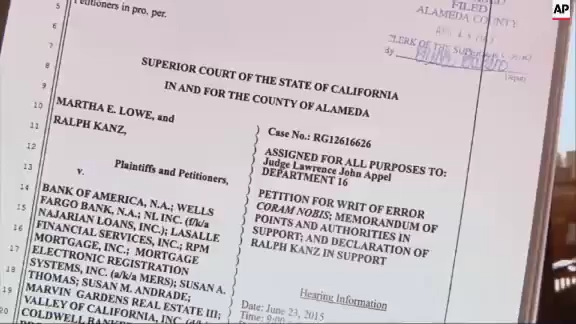 AP
Petitioners in pro. per.
FILED
ALAMEDA COUNTY
CLERK OF THE
By
Deputy
SUPERIOR COURT OF THE STATE OF CALIFORNIA
IN AND FOR THE COUNTY OF ALAMEDA
5
6
7
8
9
10
11
12
13
14
15
16
17
18
19
20
MARTHA E. LOWE, and
RALPH KANZ,
Plaintiffs and Petitioners,
v.
BANK OF AMERICA, N.A.; WELLS
FARGO BANK, N.A.; NL INC. (f/k/a
NAJARIAN LOANS, INC.); LASALLE
FINANCIAL SERVICES, INC.; RPM
MORTGAGE, INC.; MORTGAGE
ELECTRONIC REGISTRATION
SYSTEMS, INC. (a/k/a MERS); SUSAN A.
THOMAS; SUSAN M. ANDRADE;
MARVIN GARDENS REAL ESTATE III;
VALLEY OF CALIFORNIA, INC. (d/
COLDWELL
Case No.: RG12616626
ASSIGNED FOR ALL PURPOSES TO:
Judge Lawrence John Appel
DEPARTMENT 16
PETITION FOR WRIT OF ERROR
CORAM NOBIS; MEMORANDUM OF
POINTS AND AUTHORITIES IN
SUPPORT; AND DECLARATION OF
RALPH KANZ IN SUPPORT
Hearing Information
Date: June 23, 2015